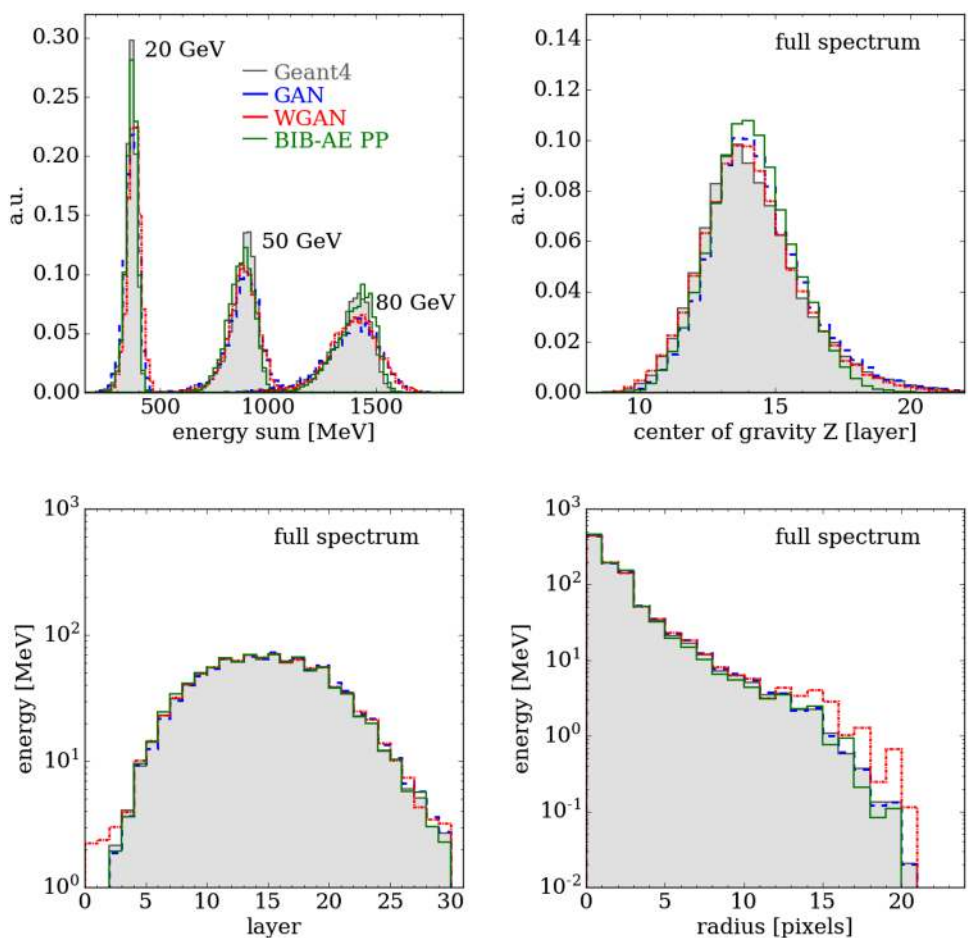 0.30
0.25
0.20
0.15
0.10
0.05
0.00
a.u.
20 GeV
Geant4
GAN
WGAN
BIB-AE PP
50 GeV
80 GeV
500 1000 1500
energy sum [MeV]
0.14
0.12
0.10
0.08
0.06
0.04
0.02
0.00
a.u.
full spectrum
10 15 20
center of gravity Z [layer]
10³
10²
10¹
10⁰
energy [MeV]
full spectrum
0 5 10 15 20 25 30
layer
10³
10²
10¹
10⁰
10⁻¹
10⁻²
energy [MeV]
full spectrum
0 5 10 15 20
radius [pixels]